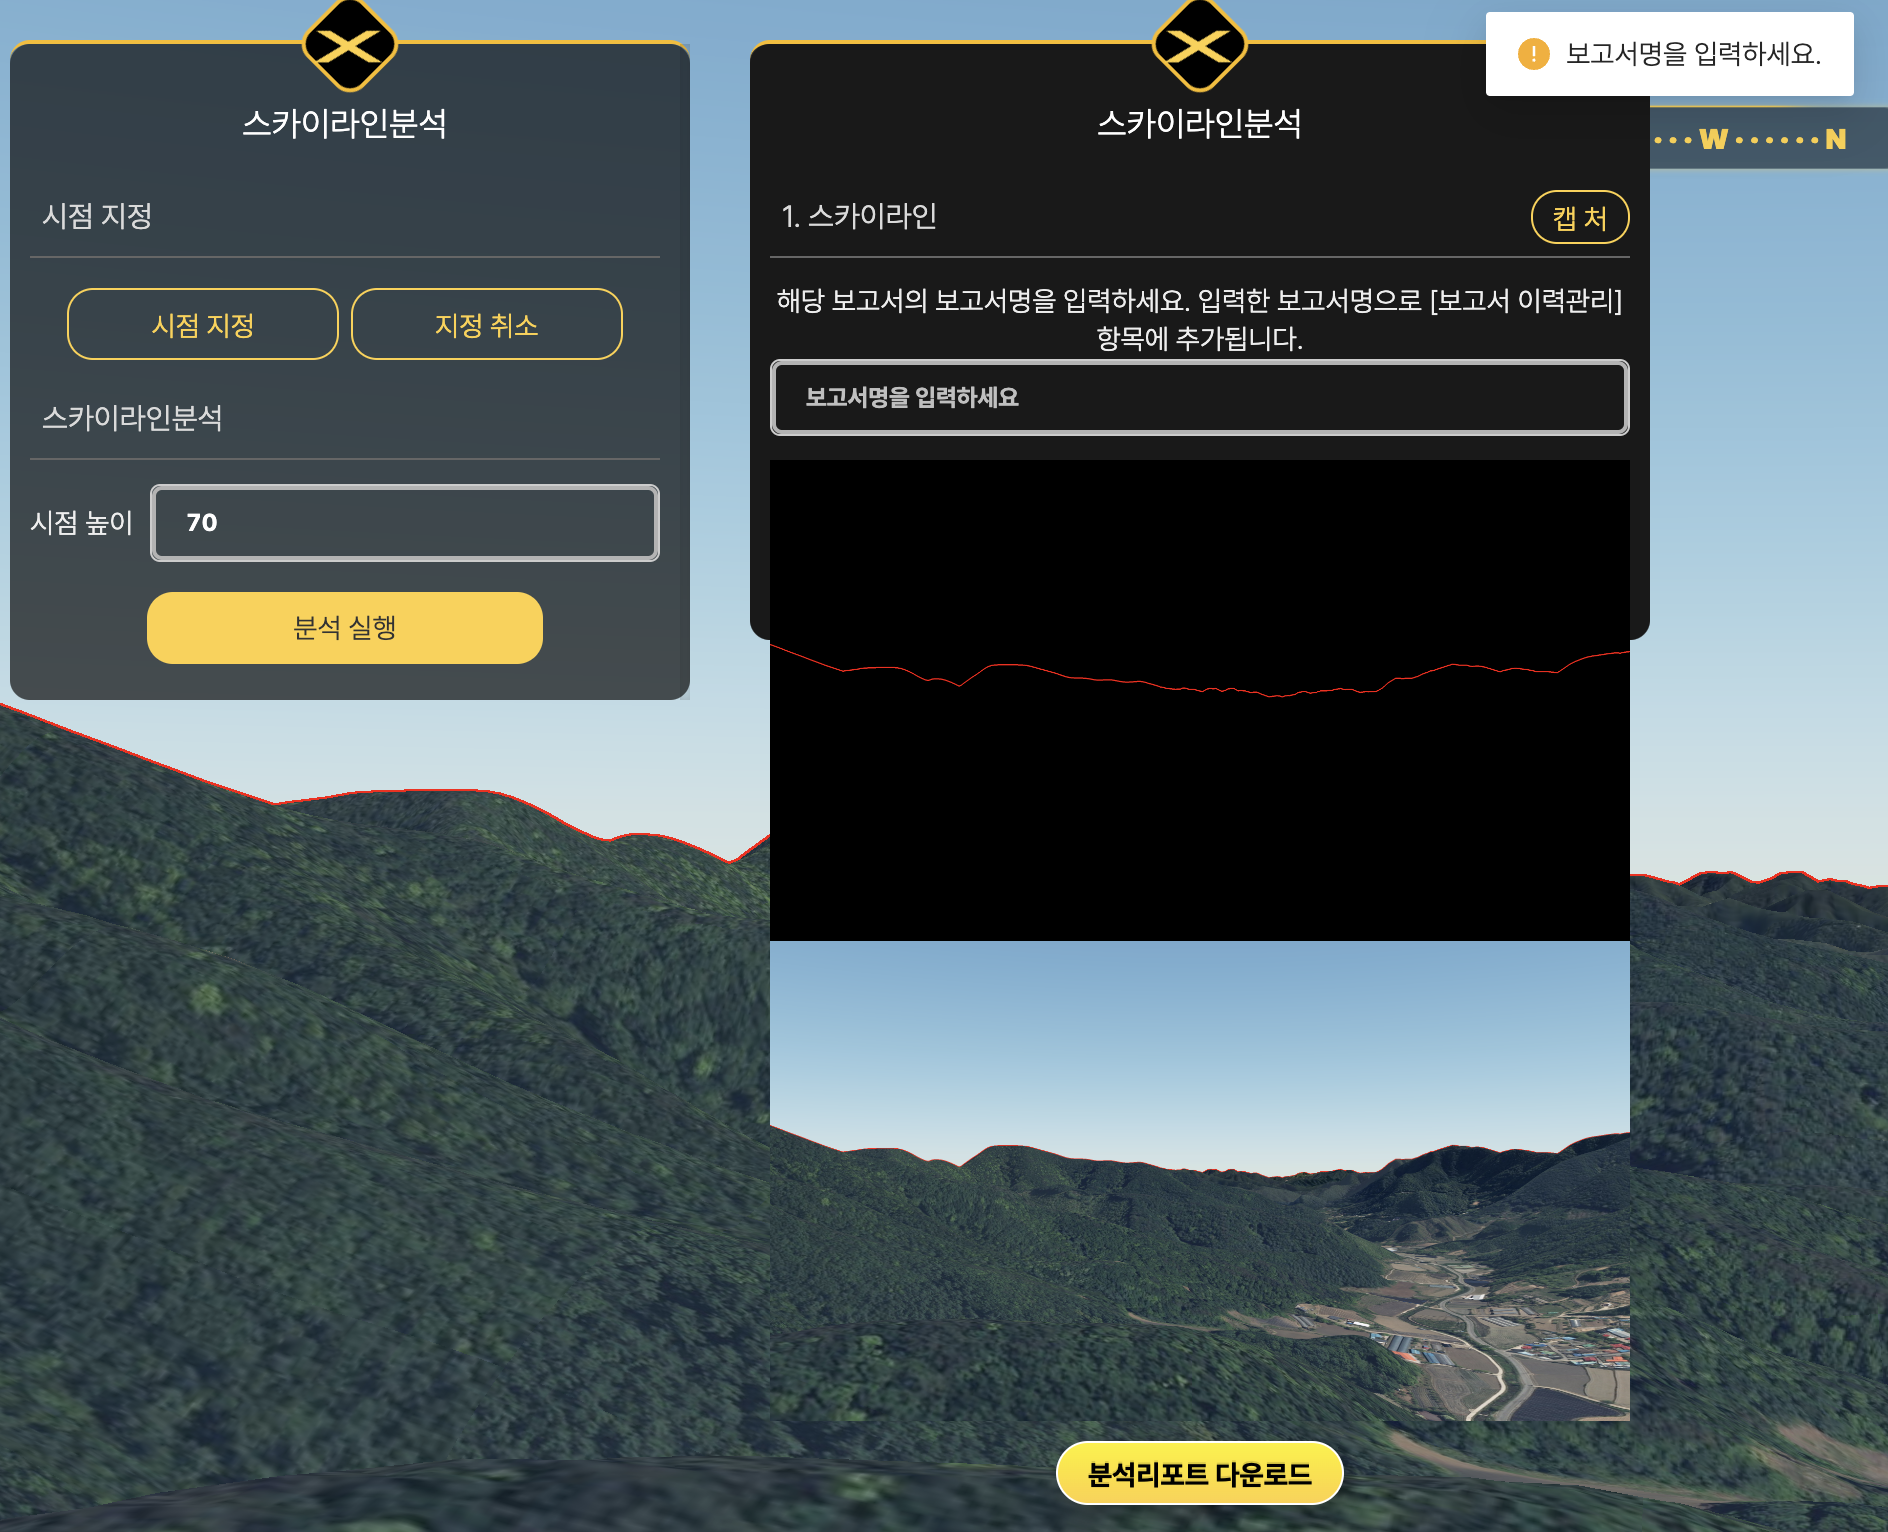 스카이라인분석
시점 지정
시점 지정
지정 취소
스카이라인분석
시점 높이
70
분석 실행
스카이라인분석
1. 스카이라인
캡 처
해당 보고서의 보고서명을 입력하세요. 입력한 보고서명으로 [보고서 이력관리]
항목에 추가됩니다.
보고서명을 입력하세요
분석리포트 다운로드
보고서명을 입력하세요.
W
N